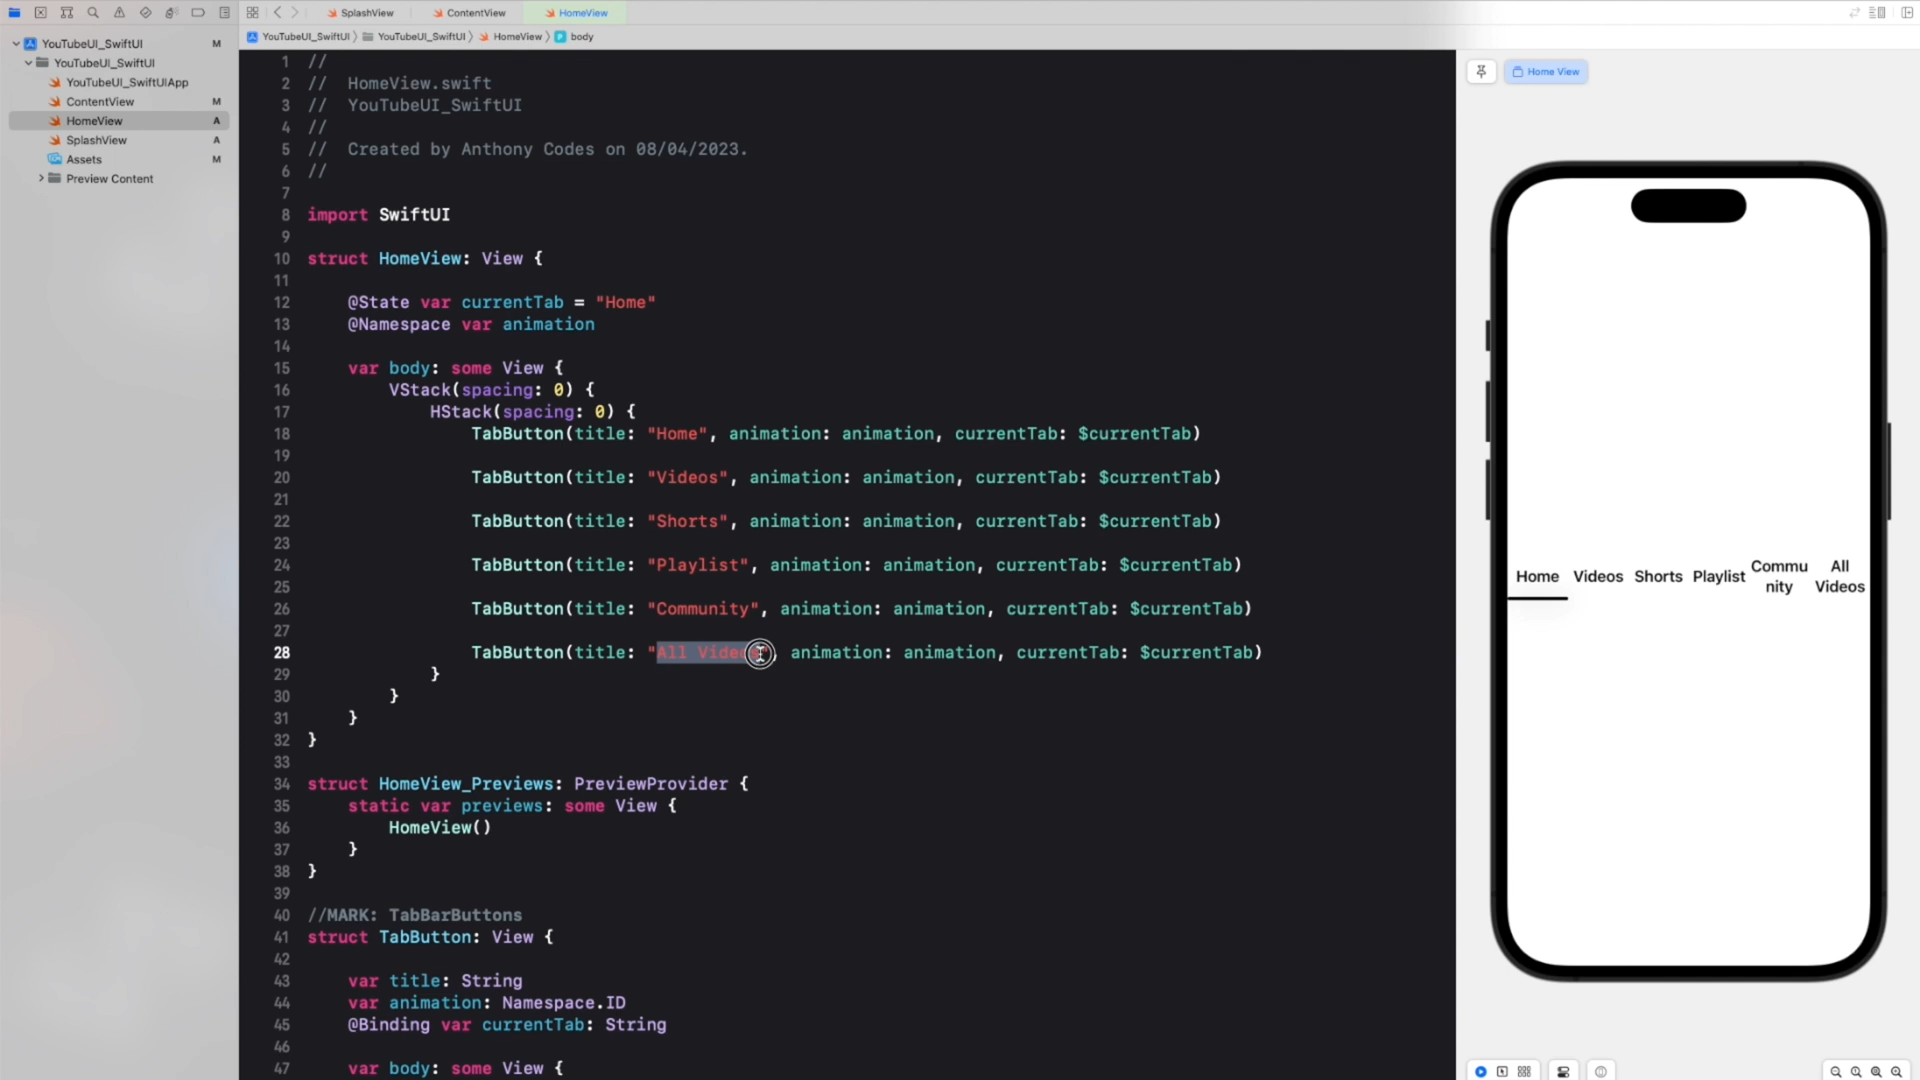 SplashView
ContentView
HomeView
YouTubeUI_SwiftUI
YouTubeUI_SwiftUI
HomeView
body
YouTubeUI_SwiftUI M
YouTubeUI_SwiftUI
YouTubeUI_SwiftUIApp
ContentView M
HomeView A
SplashView A
Assets M
Preview Content
1 //
2 // HomeView.swift
3 // YouTubeUI_SwiftUI
4 //
5 // Created by Anthony Codes on 08/04/2023.
6 //
7
8 import SwiftUI
9
10 struct HomeView: View {
11
12 @State var currentTab = "Home"
13 @Namespace var animation
14
15 var body: some View {
16 VStack(spacing: 0) {
17 HStack(spacing: 0) {
18 TabButton(title: "Home", animation: animation, currentTab: $currentTab)
19
20 TabButton(title: "Videos", animation: animation, currentTab: $currentTab)
21
22 TabButton(title: "Shorts", animation: animation, currentTab: $currentTab)
23
24 TabButton(title: "Playlist", animation: animation, currentTab: $currentTab)
25
26 TabButton(title: "Community", animation: animation, currentTab: $currentTab)
27
28 TabButton(title: "All Videos", animation: animation, currentTab: $currentTab)
29 }
30 }
31 }
32 }
33
34 struct HomeView_Previews: PreviewProvider {
35 static var previews: some View {
36 HomeView()
37 }
38 }
39
40 //MARK: TabBarButtons
41 struct TabButton: View {
42
43 var title: String
44 var animation: Namespace.ID
45 @Binding var currentTab: String
46
47 var body: some View {
Home View
Home
Videos
Shorts
Playlist
Commu
nity
All
Videos